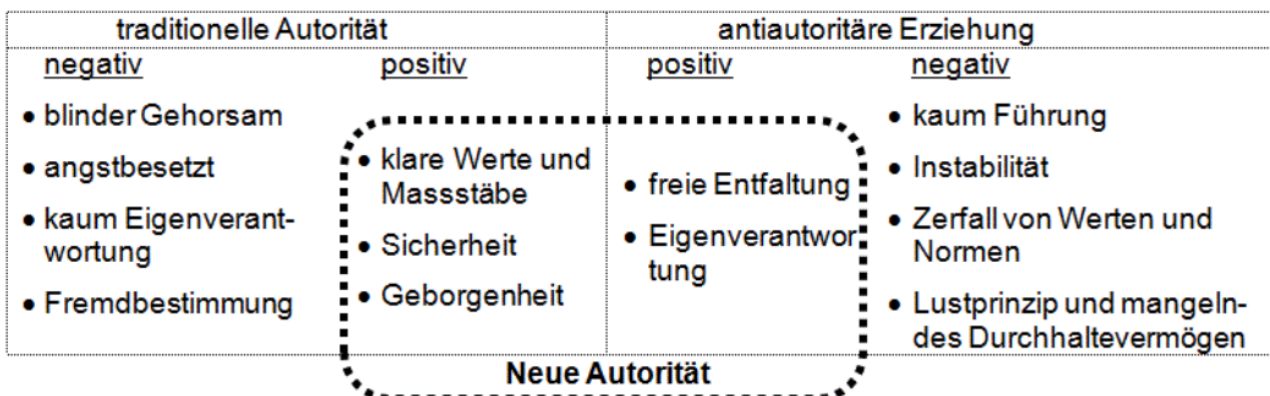 traditionelle Autorität
antiautoritäre Erziehung
negativ
positiv
positiv
negativ
• blinder Gehorsam
• angstbesetzt
• kaum Eigenverant-
wortung
• Fremdbestimmung
• klare Werte und
Massstäbe
• Sicherheit
• Geborgenheit
• freie Entfaltung
• Eigenverantwor
tung
• kaum Führung
• Instabilität
• Zerfall von Werten und
Normen
• Lustprinzip und mangeln-
des Durchhaltevermögen
Neue Autorität